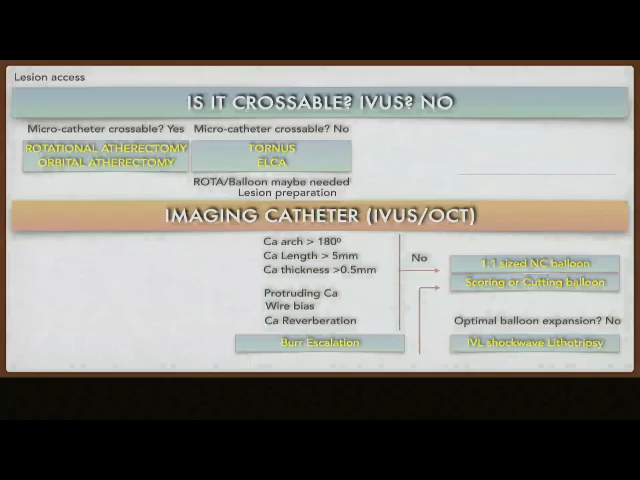 Lesion access
IS IT CROSSABLE? IVUS? NO
Micro-catheter crossable? Yes
Micro-catheter crossable? No
ROTATIONAL ATHERECTOMY
ORBITAL ATHERECTOMY
TORNUS
ELCA
ROTA/Balloon maybe needed
Lesion preparation
IMAGING CATHETER (IVUS/OCT)
Ca arch > 180º
Ca Length > 5mm
Ca thickness >0.5mm
Protruding Ca
Wire bias
Ca Reverberation
Burr Escalation
No
1:1 sized NC balloon
Scoring or Cutting balloon
Optimal balloon expansion? No
IVL shockwave Lithotripsy